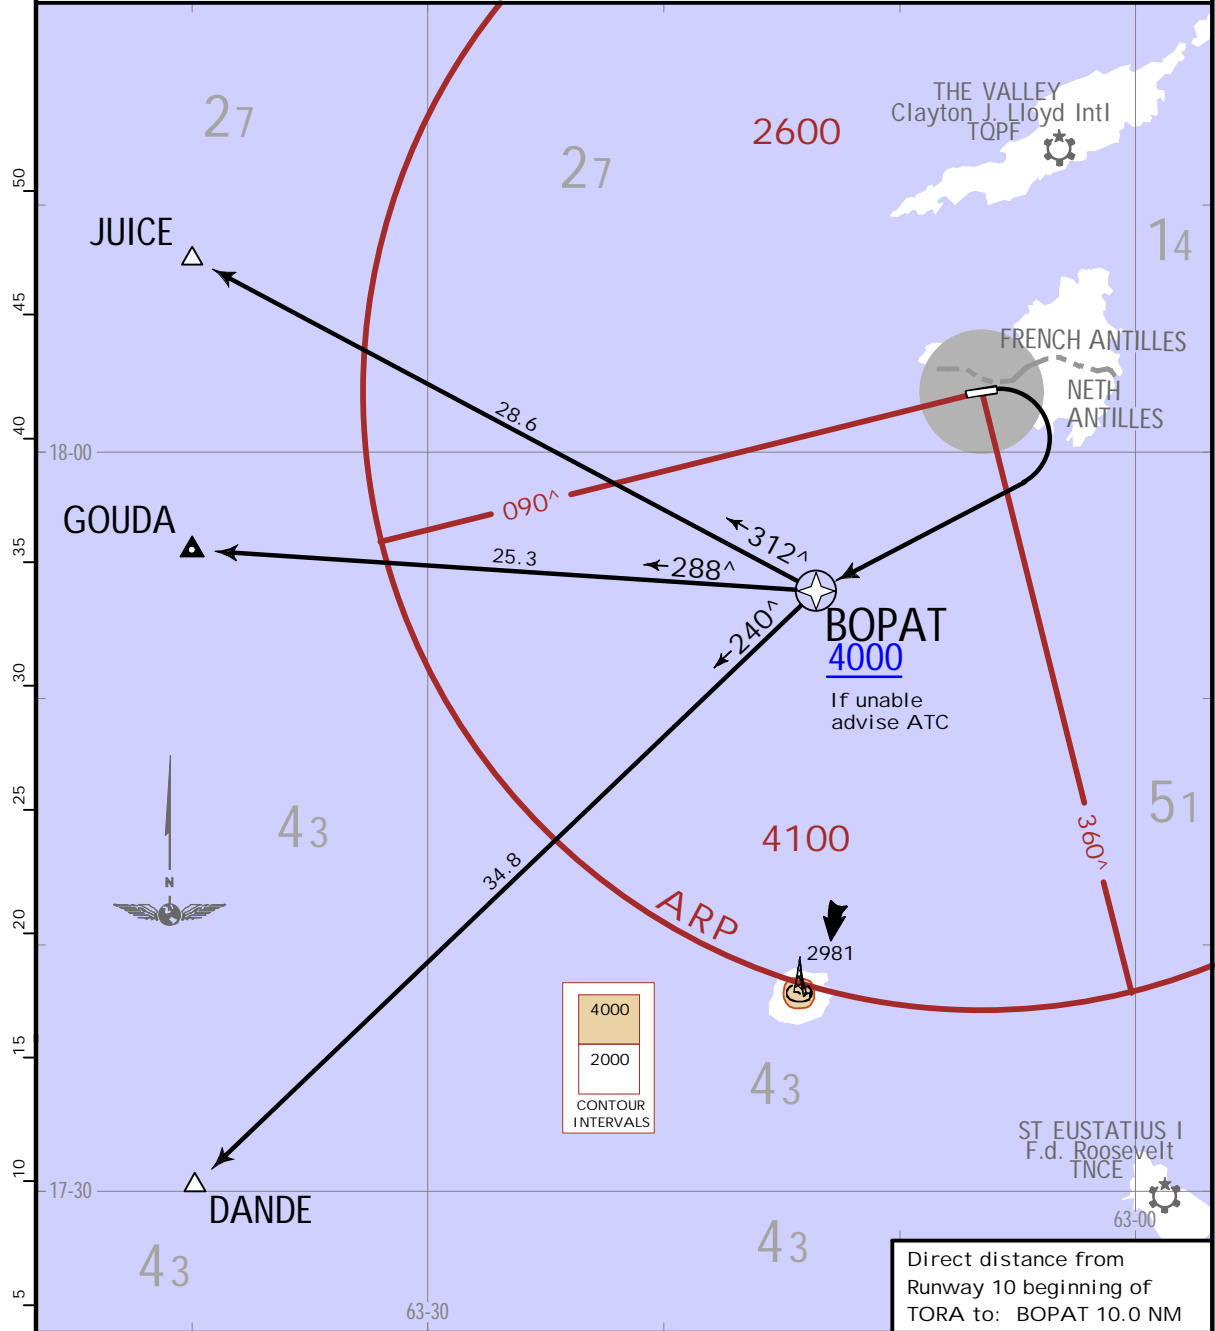 THE VALLEY
Clayton J. Lloyd Intl
TQPF
27
2600
27
50
JUICE
14
45
FRENCH ANTILLES
NETH
ANTILLES
28.6
40
18-00
090^
GOUDA
312^
35
25.3
288^
240^
BOPAT
4000
30
If unable
advise ATC
25
43
4100
51
360^
34.8
N
20
ARP
2981
4000
2000
CONTOUR
INTERVALS
15
43
ST EUSTATIUS I
F.d. Roosevelt
TNCE
10
17-30
DANDE
63-00
43
43
5
63-30
Direct distance from
Runway 10 beginning of
TORA to: BOPAT 10.0 NM